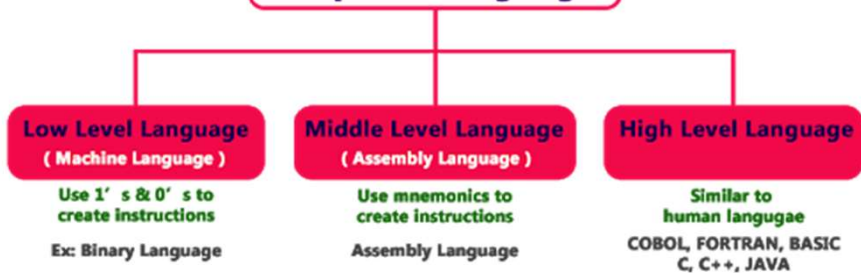 Low Level Language
( Machine Language )
Use 1' s & 0' s to
create instructions
Ex: Binary Language
Middle Level Language
( Assembly Language )
Use mnemonics to
create instructions
Assembly Language
High Level Language
Similar to
human langugae
COBOL, FORTRAN, BASIC
C, C++, JAVA